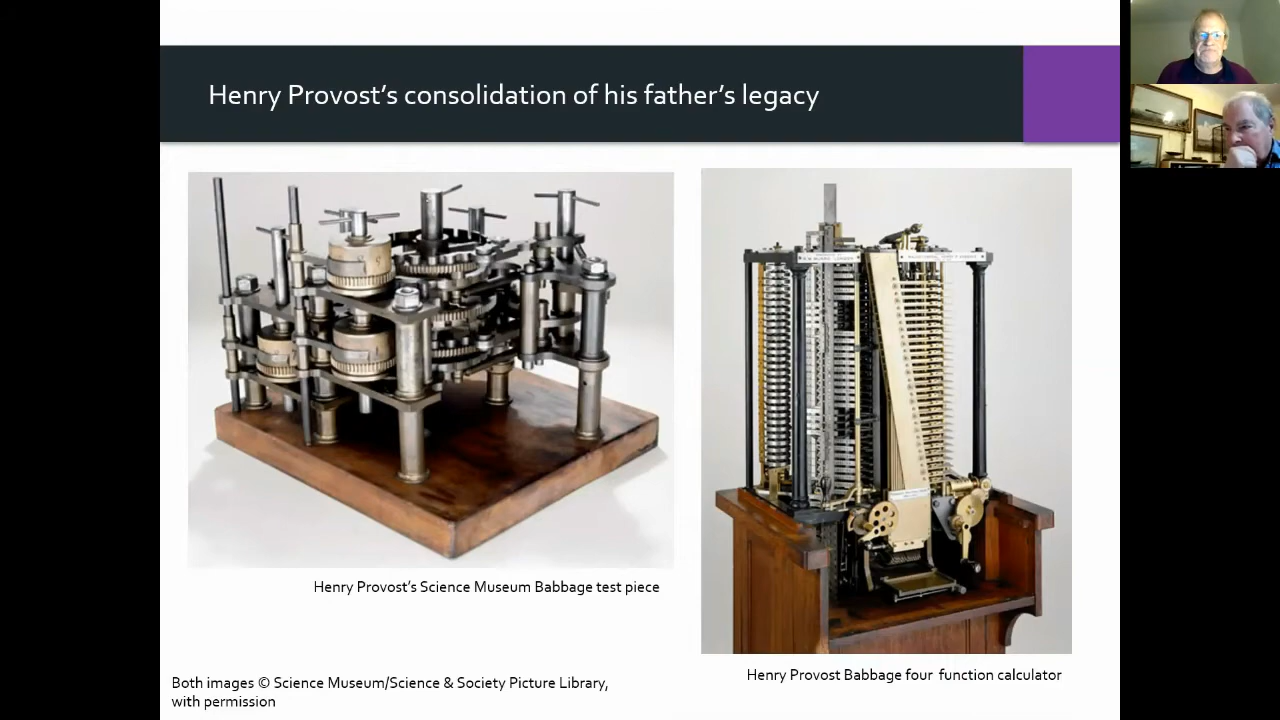 Henry Provost's consolidation of his father's legacy
Henry Provost's Science Museum Babbage test piece
Henry Provost Babbage four function calculator
Both images © Science Museum/Science & Society Picture Library,
with permission